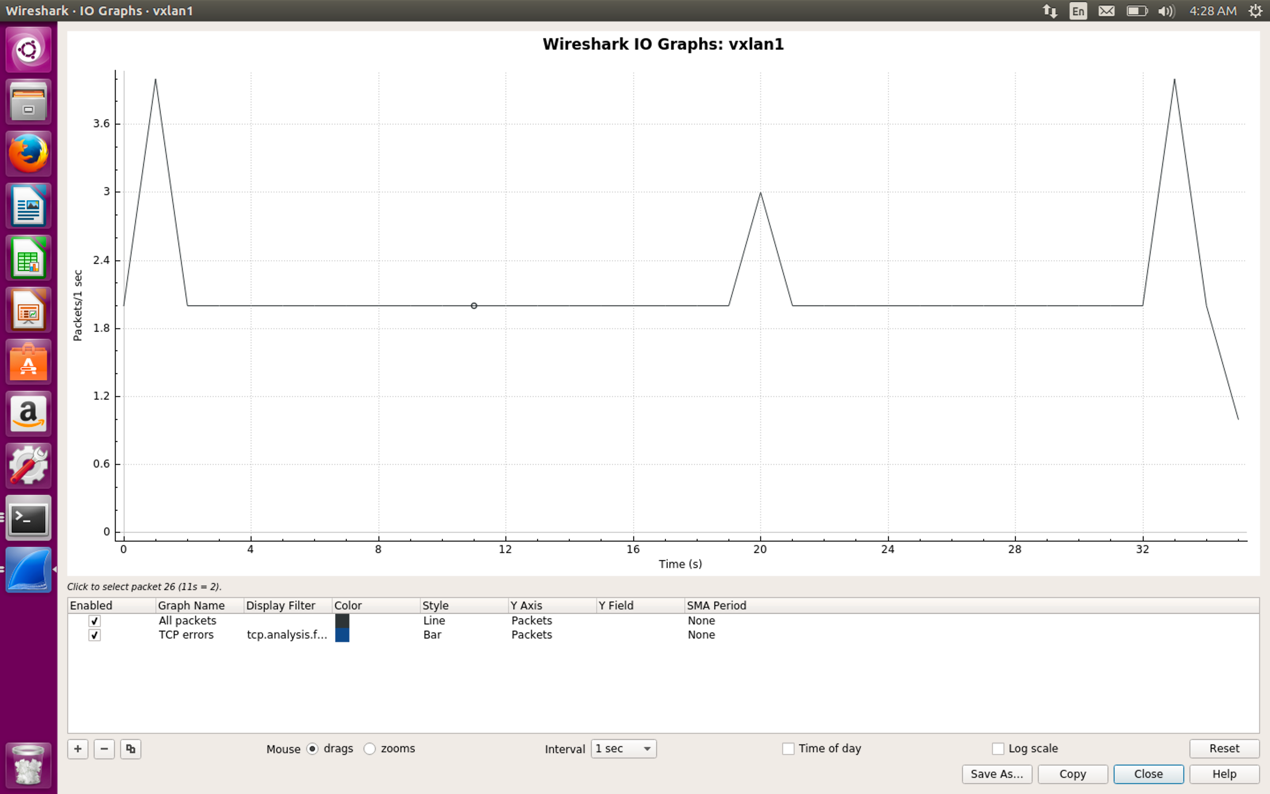 Wireshark · IO Graphs · vxlan1
En
4:28 AM
Wireshark IO Graphs: vxlan1
Packets/1 sec
3.6
3
2.4
1.8
1.2
0.6
0
0 4 8 12 16 20 24 28 32
Time (s)
Click to select packet 26 (11s = 2).
Enabled Graph Name Display Filter Color Style Y Axis Y Field SMA Period
All packets Line Packets None
TCP errors tcp.analysis.f... Bar Packets None
+ −
Mouse drags zooms Interval 1 sec Time of day Log scale Reset
Save As... Copy Close Help